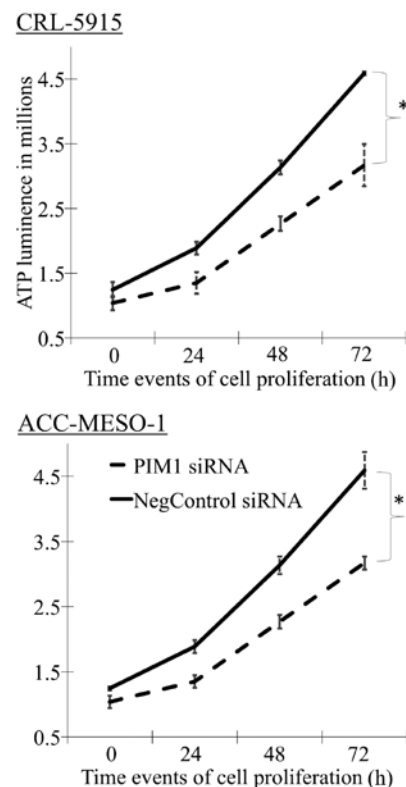 CRL-5915
ATP luminence in millions
4.5
3.5
2.5
1.5
0.5
*
0 24 48 72
Time events of cell proliferation (h)
ACC-MESO-1
PIM1 siRNA
NegControl siRNA
4.5
3.5
2.5
1.5
0.5
*
0 24 48 72
Time events of cell proliferation (h)